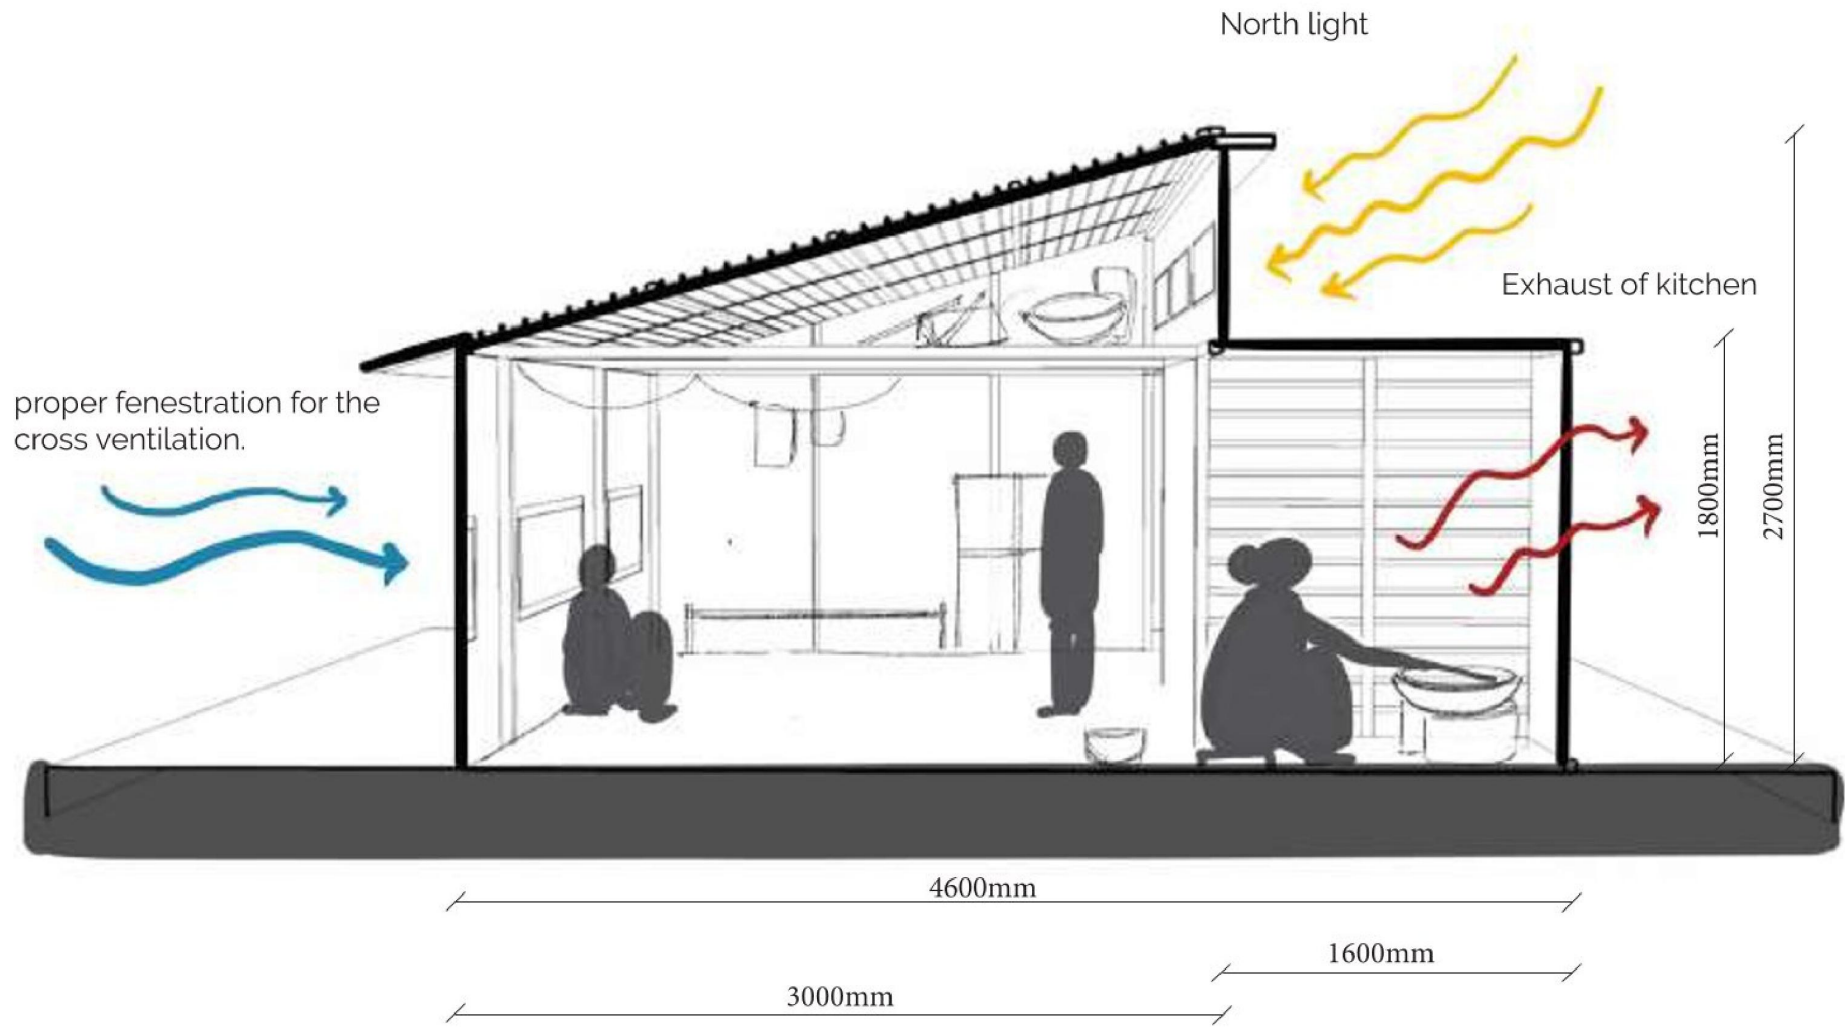 North light
Exhaust of kitchen
proper fenestration for the
cross ventilation.
1800mm
2700mm
4600mm
1600mm
3000mm